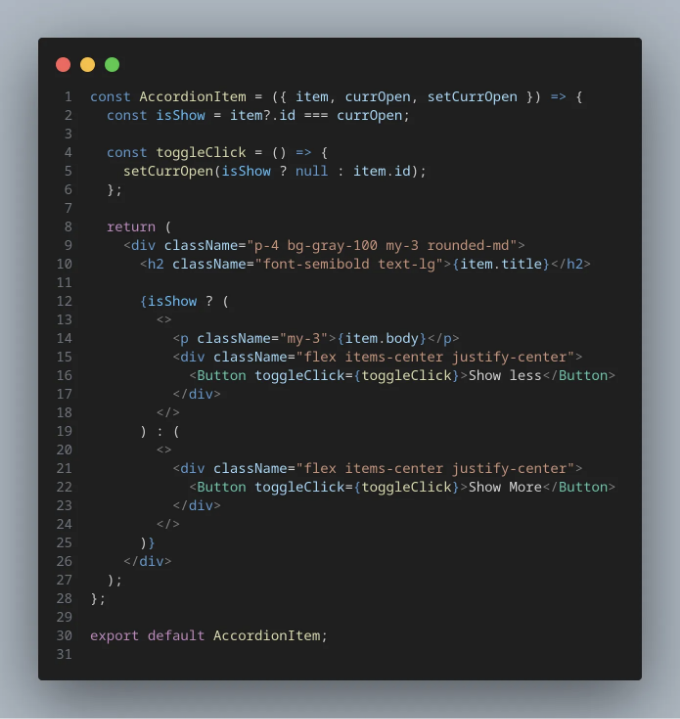 1 const AccordionItem = ({ item, currOpen, setCurrOpen }) => {
2   const isShow = item?.id === currOpen;
3
4   const toggleClick = () => {
5     setCurrOpen(isShow ? null : item.id);
6   };
7
8   return (
9     <div className="p-4 bg-gray-100 my-3 rounded-md">
10       <h2 className="font-semibold text-lg">{item.title}</h2>
11
12       {isShow ? (
13         <>
14           <p className="my-3">{item.body}</p>
15           <div className="flex items-center justify-center">
16             <Button toggleClick={toggleClick}>Show less</Button>
17           </div>
18         </>
19       ) : (
20         <>
21           <div className="flex items-center justify-center">
22             <Button toggleClick={toggleClick}>Show More</Button>
23           </div>
24         </>
25       )}
26     </div>
27   );
28 };
29
30 export default AccordionItem;
31